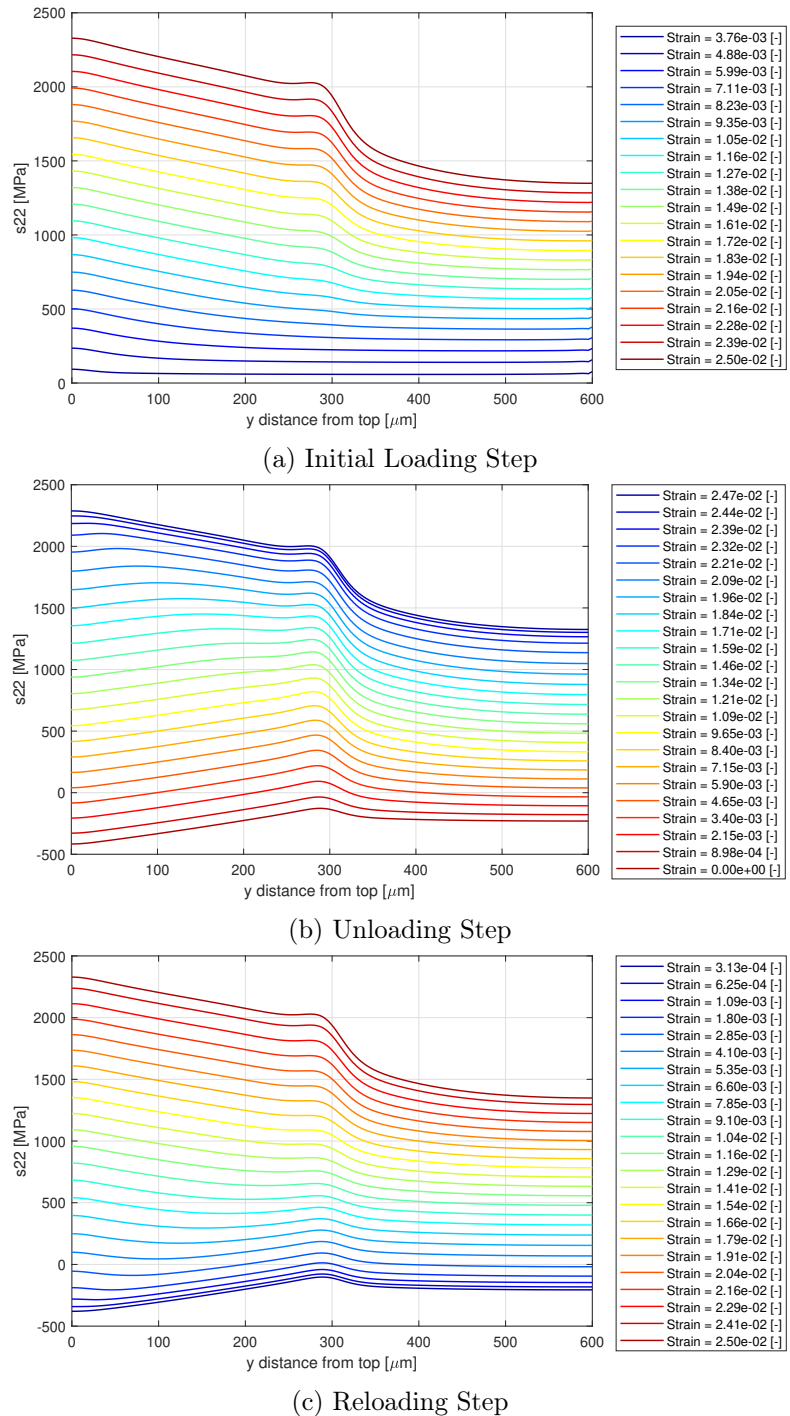 2500
2000
1500
1000
500
0
s22 [MPa]
0 100 200 300 400 500 600
y distance from top [μm]
Strain = 3.76e-03 [-]
Strain = 4.88e-03 [-]
Strain = 5.99e-03 [-]
Strain = 7.11e-03 [-]
Strain = 8.23e-03 [-]
Strain = 9.35e-03 [-]
Strain = 1.05e-02 [-]
Strain = 1.16e-02 [-]
Strain = 1.27e-02 [-]
Strain = 1.38e-02 [-]
Strain = 1.49e-02 [-]
Strain = 1.61e-02 [-]
Strain = 1.72e-02 [-]
Strain = 1.83e-02 [-]
Strain = 1.94e-02 [-]
Strain = 2.05e-02 [-]
Strain = 2.16e-02 [-]
Strain = 2.28e-02 [-]
Strain = 2.39e-02 [-]
Strain = 2.50e-02 [-]
(a) Initial Loading Step
2500
2000
1500
1000
500
0
-500
s22 [MPa]
0 100 200 300 400 500 600
y distance from top [μm]
Strain = 2.47e-02 [-]
Strain = 2.44e-02 [-]
Strain = 2.39e-02 [-]
Strain = 2.32e-02 [-]
Strain = 2.21e-02 [-]
Strain = 2.09e-02 [-]
Strain = 1.96e-02 [-]
Strain = 1.84e-02 [-]
Strain = 1.71e-02 [-]
Strain = 1.59e-02 [-]
Strain = 1.46e-02 [-]
Strain = 1.34e-02 [-]
Strain = 1.21e-02 [-]
Strain = 1.09e-02 [-]
Strain = 9.65e-03 [-]
Strain = 8.40e-03 [-]
Strain = 7.15e-03 [-]
Strain = 5.90e-03 [-]
Strain = 4.65e-03 [-]
Strain = 3.40e-03 [-]
Strain = 2.15e-03 [-]
Strain = 8.98e-04 [-]
Strain = 0.00e+00 [-]
(b) Unloading Step
2500
2000
1500
1000
500
0
-500
s22 [MPa]
0 100 200 300 400 500 600
y distance from top [μm]
Strain = 3.13e-04 [-]
Strain = 6.25e-04 [-]
Strain = 1.09e-03 [-]
Strain = 1.80e-03 [-]
Strain = 2.85e-03 [-]
Strain = 4.10e-03 [-]
Strain = 5.35e-03 [-]
Strain = 6.60e-03 [-]
Strain = 7.85e-03 [-]
Strain = 9.10e-03 [-]
Strain = 1.04e-02 [-]
Strain = 1.16e-02 [-]
Strain = 1.29e-02 [-]
Strain = 1.41e-02 [-]
Strain = 1.54e-02 [-]
Strain = 1.66e-02 [-]
Strain = 1.79e-02 [-]
Strain = 1.91e-02 [-]
Strain = 2.04e-02 [-]
Strain = 2.16e-02 [-]
Strain = 2.29e-02 [-]
Strain = 2.41e-02 [-]
Strain = 2.50e-02 [-]
(c) Reloading Step